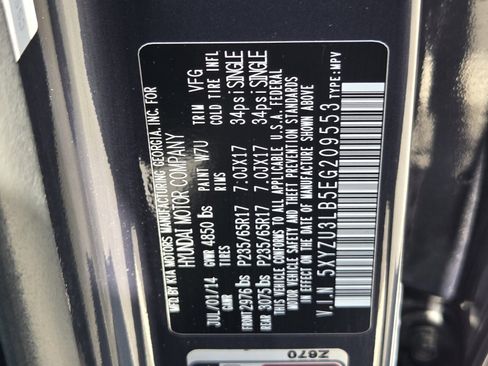 MFD. BY KIA MOTORS MANUFACTURING GEORGIA, INC. FOR
HYUNDAI MOTOR COMPANY
JUL/01/14 PAINT W7U TRIM VFG
GVWR 4850 lbs
GAWR TIRES RIMS COLD TIRE INFL
FRONT 2976 lbs P235/65R17 7.0JX17 34psi SINGLE
REAR 3075 lbs P235/65R17 7.0JX17 34psi SINGLE
THIS VEHICLE CONFORMS TO ALL APPLICABLE U.S.A. FEDERAL
MOTOR VEHICLE SAFETY AND THEFT PREVENTION STANDARDS
IN EFFECT ON THE DATE OF MANUFACTURE SHOWN ABOVE
V.I.N 5XYZU3LB5EG209553 TYPE: MPV
Z670